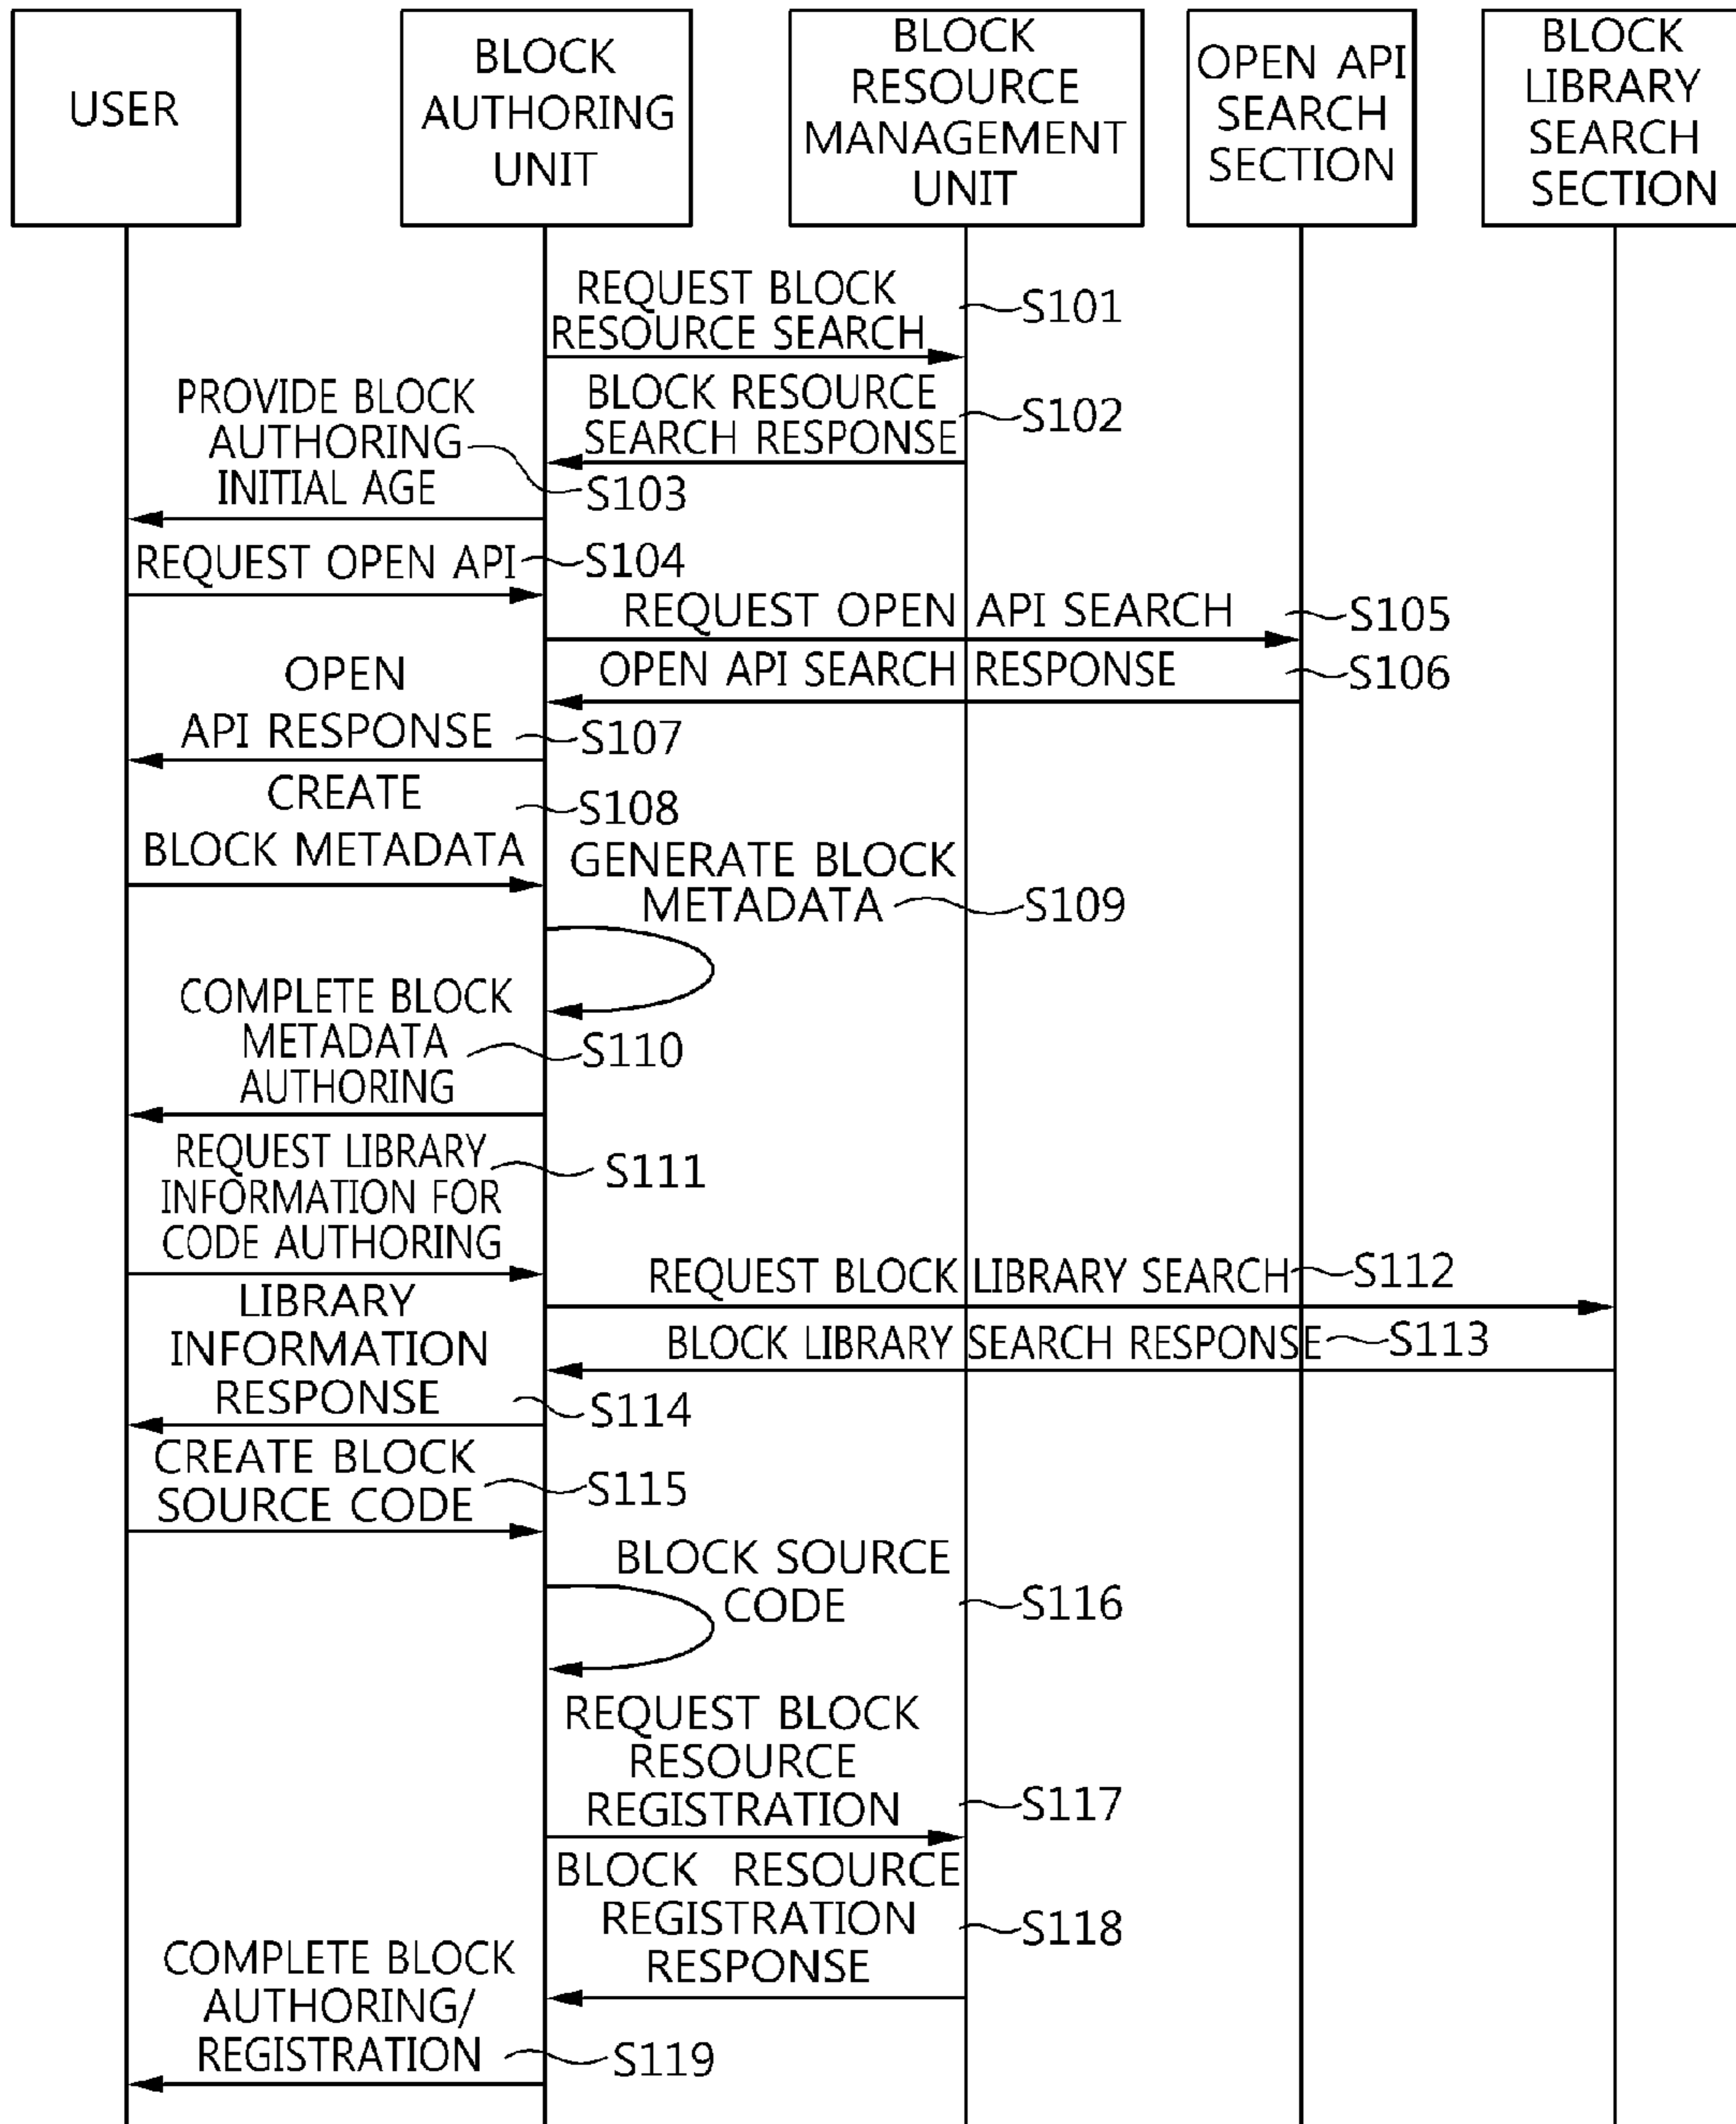 USER
BLOCK
AUTHORING
UNIT
BLOCK
RESOURCE
MANAGEMENT
UNIT
OPEN API
SEARCH
SECTION
BLOCK
LIBRARY
SEARCH
SECTION
REQUEST BLOCK
RESOURCE SEARCH
S101
BLOCK RESOURCE
SEARCH RESPONSE
S102
PROVIDE BLOCK
AUTHORING
INITIAL AGE
S103
REQUEST OPEN API
S104
REQUEST OPEN API SEARCH
S105
OPEN API SEARCH RESPONSE
S106
OPEN
API RESPONSE
S107
CREATE
BLOCK METADATA
S108
GENERATE BLOCK
METADATA
S109
COMPLETE BLOCK
METADATA
AUTHORING
S110
REQUEST LIBRARY
INFORMATION FOR
CODE AUTHORING
S111
REQUEST BLOCK LIBRARY SEARCH
S112
BLOCK LIBRARY SEARCH RESPONSE
S113
LIBRARY
INFORMATION
RESPONSE
S114
CREATE BLOCK
SOURCE CODE
S115
BLOCK SOURCE
CODE
S116
REQUEST BLOCK
RESOURCE
REGISTRATION
S117
BLOCK RESOURCE
REGISTRATION
RESPONSE
S118
COMPLETE BLOCK
AUTHORING/
REGISTRATION
S119